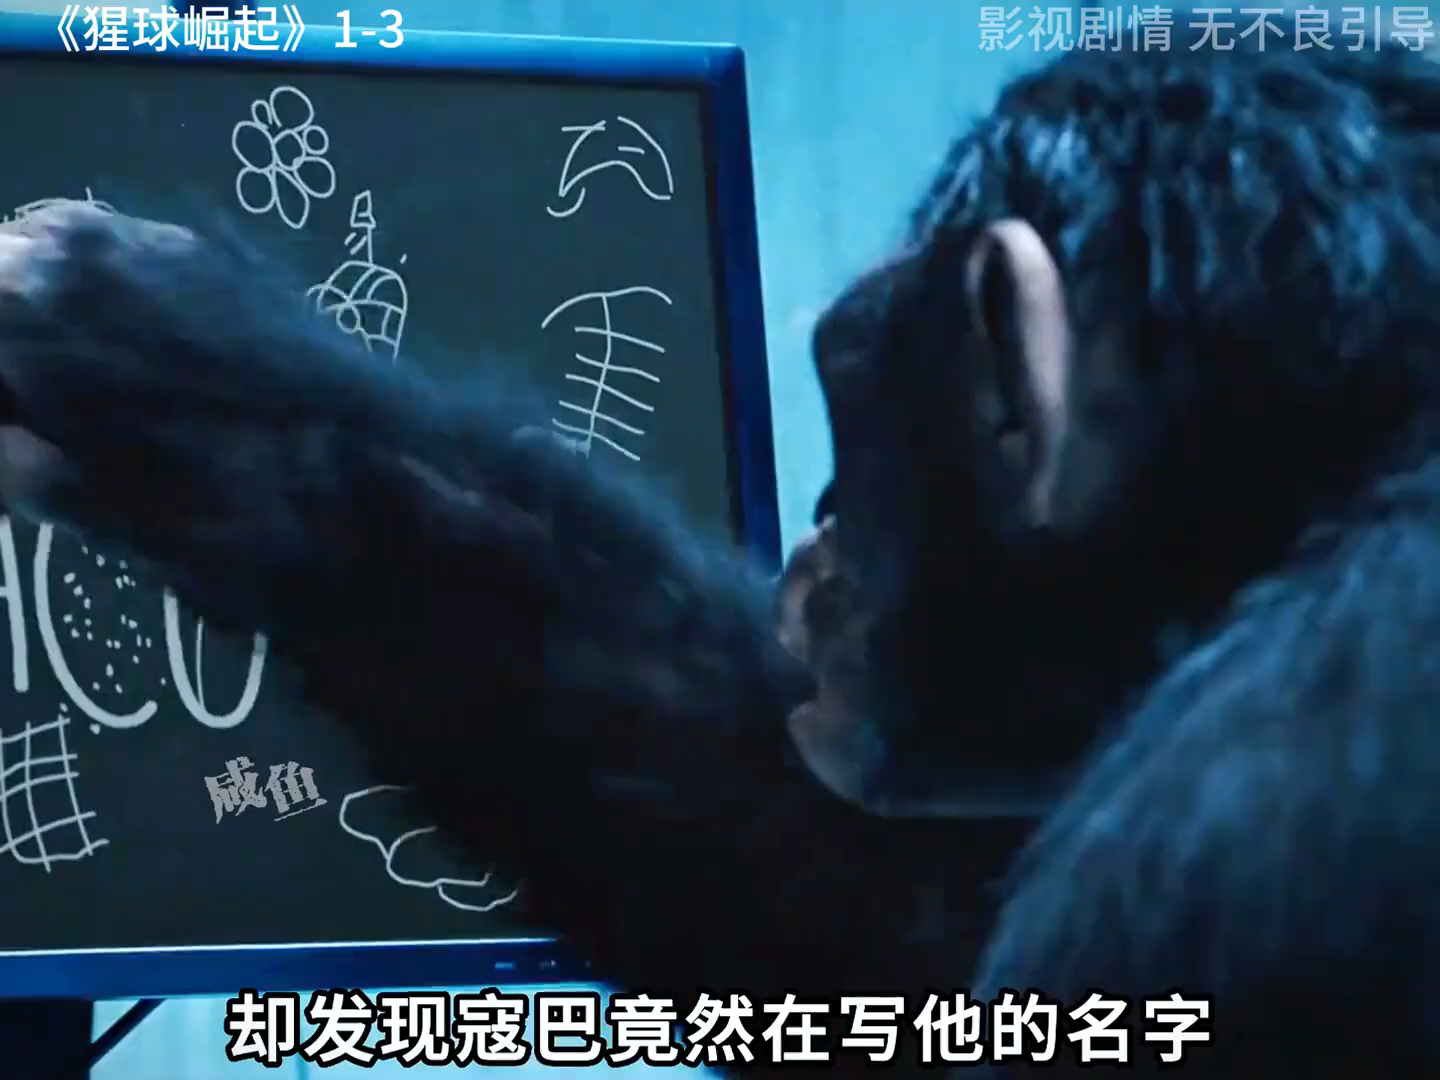 《猩球崛起》1-3
影视剧情 无不良引导
ACU
咸鱼
却发现寇巴竟然在写他的名字